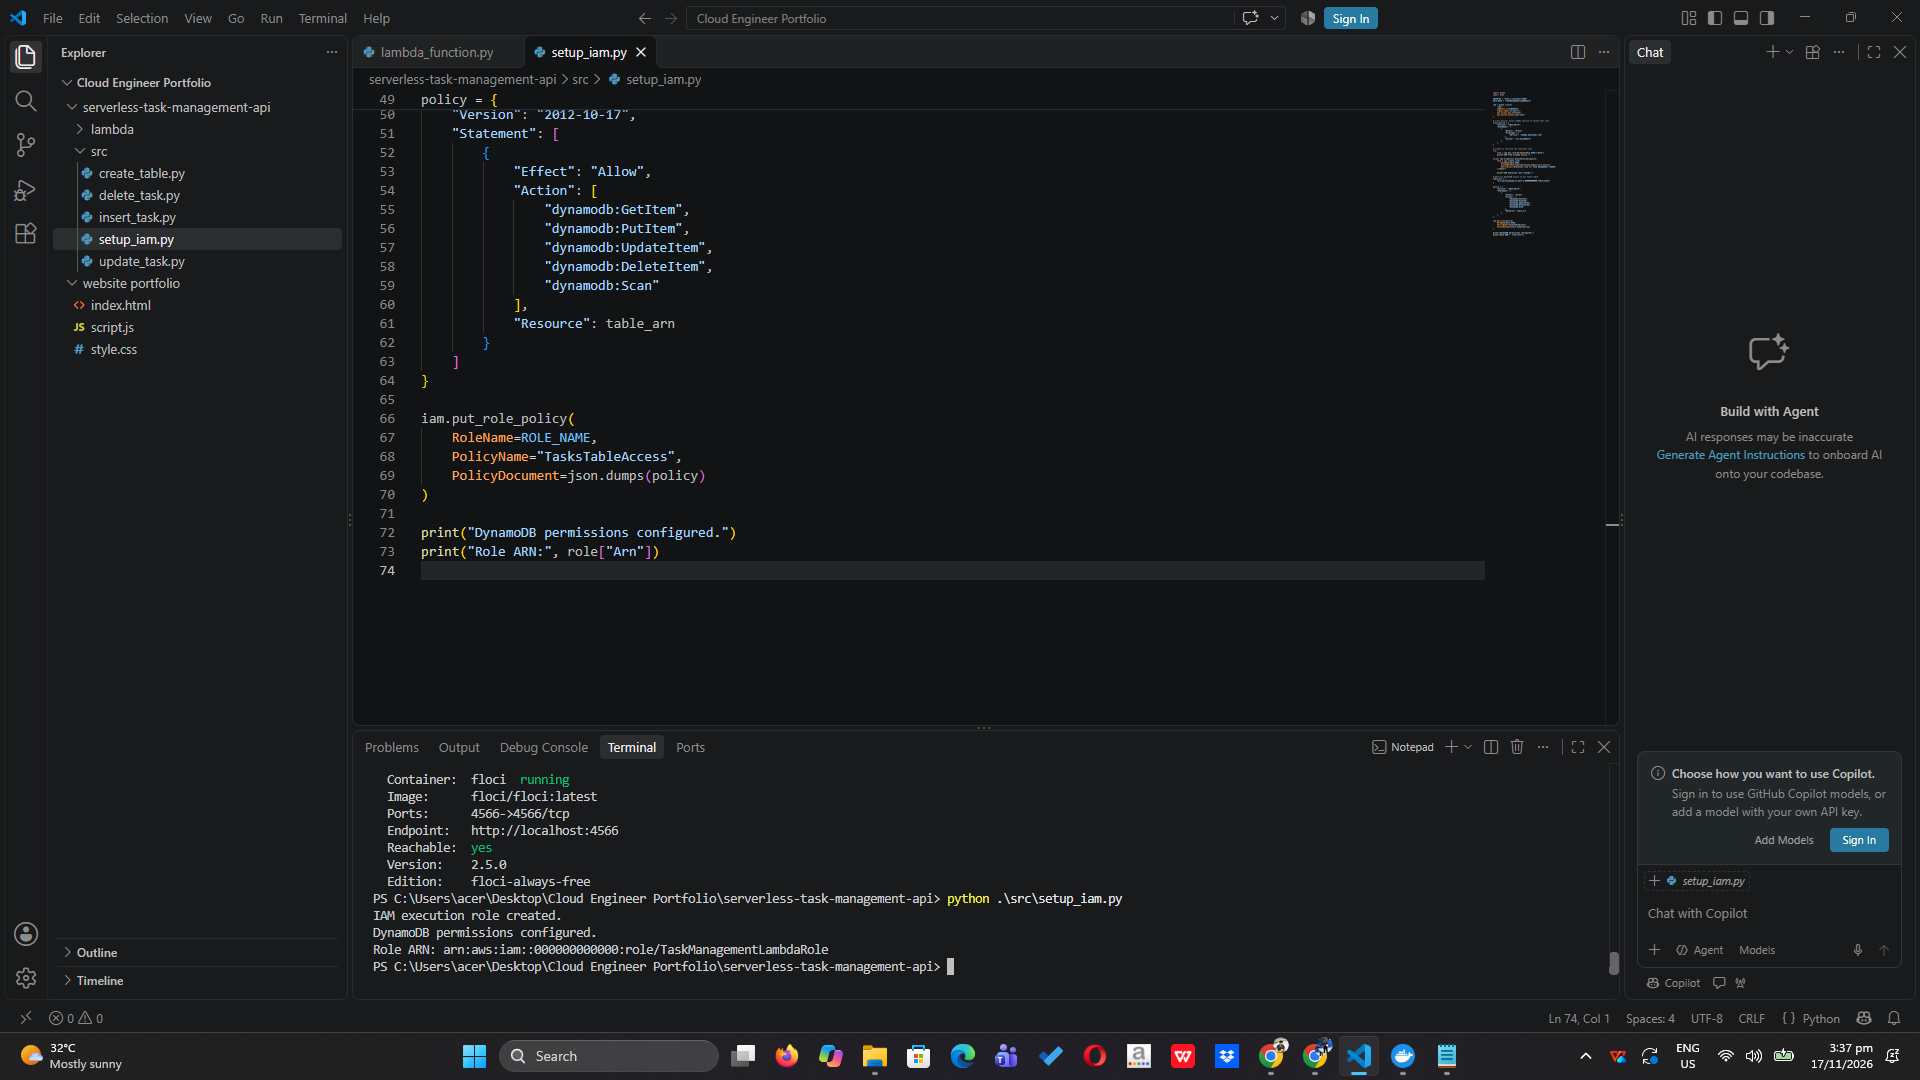 File Edit Selection View Go Run Terminal Help
Cloud Engineer Portfolio
Sign In
Explorer
Cloud Engineer Portfolio
serverless-task-management-api
lambda
src
create_table.py
delete_task.py
insert_task.py
setup_iam.py
update_task.py
website portfolio
index.html
JS script.js
# style.css
Outline
Timeline
lambda_function.py
setup_iam.py
serverless-task-management-api > src > setup_iam.py
49 policy = {
50 "Version": "2012-10-17",
51 "Statement": [
52 {
53 "Effect": "Allow",
54 "Action": [
55 "dynamodb:GetItem",
56 "dynamodb:PutItem",
57 "dynamodb:UpdateItem",
58 "dynamodb:DeleteItem",
59 "dynamodb:Scan"
60 ],
61 "Resource": table_arn
62 }
63 ]
64 }
65
66 iam.put_role_policy(
67 RoleName=ROLE_NAME,
68 PolicyName="TasksTableAccess",
69 PolicyDocument=json.dumps(policy)
70 )
71
72 print("DynamoDB permissions configured.")
73 print("Role ARN:", role["Arn"])
74
Problems Output Debug Console Terminal Ports
Notepad
Container: floci running
Image: floci/floci:latest
Ports: 4566->4566/tcp
Endpoint: http://localhost:4566
Reachable: yes
Version: 2.5.0
Edition: floci-always-free
PS C:\Users\acer\Desktop\Cloud Engineer Portfolio\serverless-task-management-api> python .\src\setup_iam.py
IAM execution role created.
DynamoDB permissions configured.
Role ARN: arn:aws:iam::000000000000:role/TaskManagementLambdaRole
PS C:\Users\acer\Desktop\Cloud Engineer Portfolio\serverless-task-management-api>
Chat
Build with Agent
AI responses may be inaccurate
Generate Agent Instructions to onboard AI
onto your codebase.
Choose how you want to use Copilot.
Sign in to use GitHub Copilot models, or
add a model with your own API key.
Add Models Sign In
setup_iam.py
Chat with Copilot
Agent Models
Copilot
0 0
Ln 74, Col 1 Spaces: 4 UTF-8 CRLF { } Python
32°C
Mostly sunny
Search
ENG
US
3:37 pm
17/11/2026